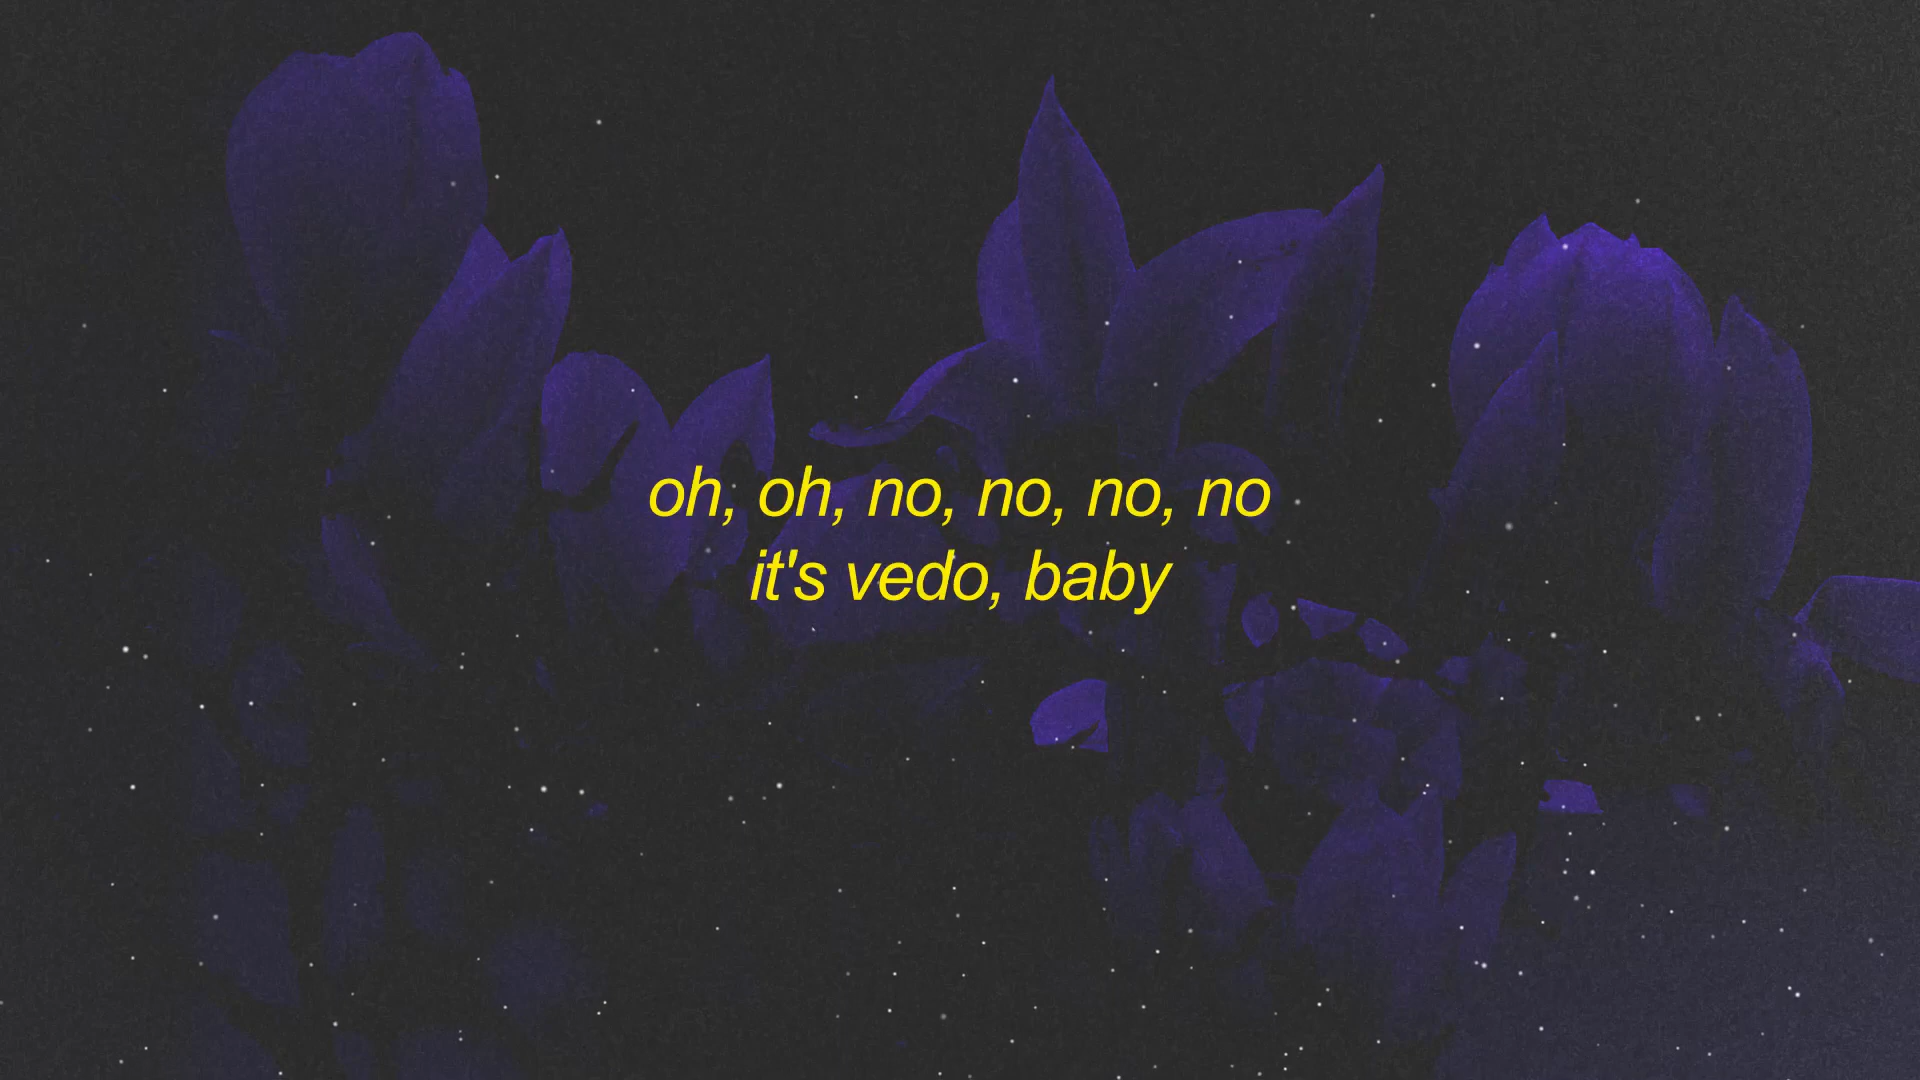 oh, oh, no, no, no, no
it's vedo, baby